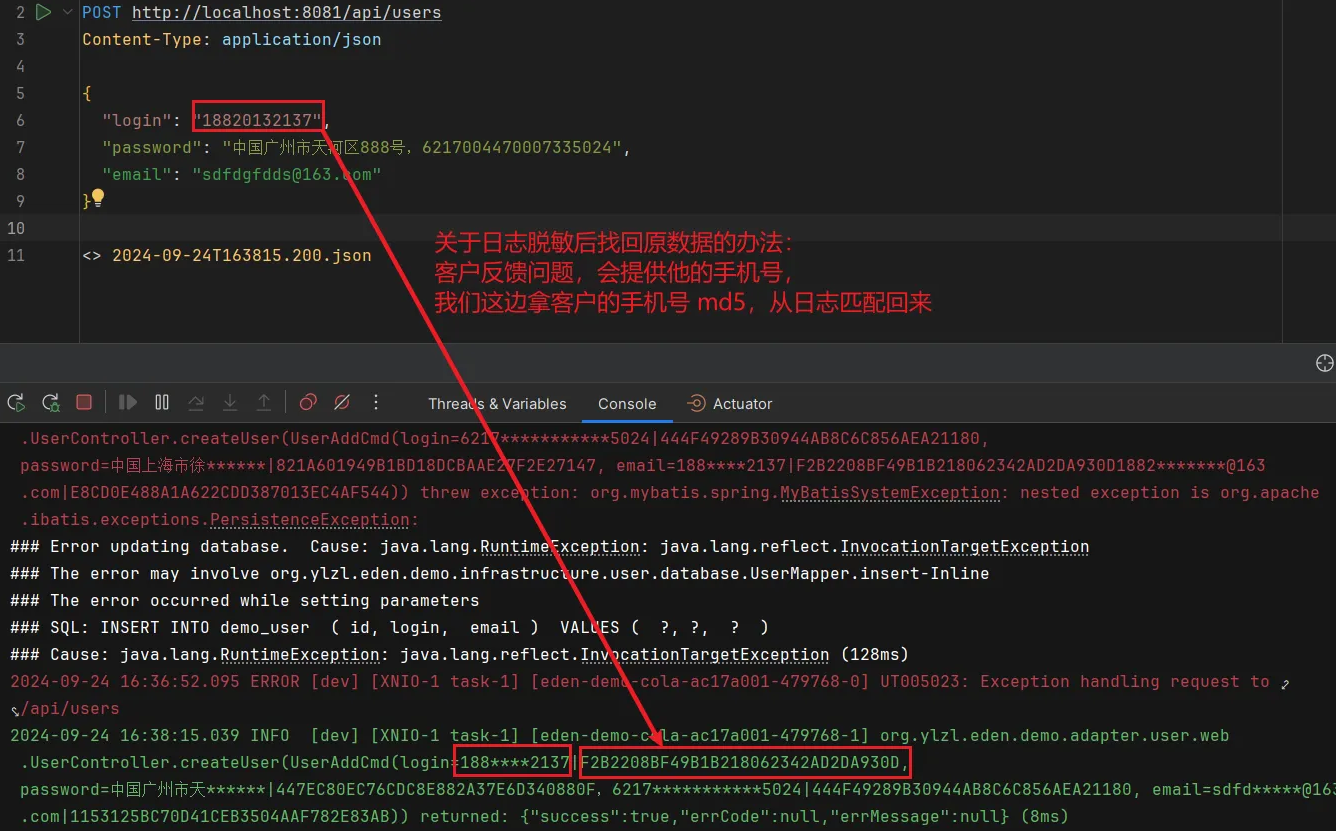 2 POST http://localhost:8081/api/users
3 Content-Type: application/json
4
5 {
6 "login": "18820132137",
7 "password": "中国广州市天河区888号，6217004470007335024",
8 "email": "sdfdgfdds@163.com"
9 }
10
11 <> 2024-09-24T163815.200.json
关于日志脱敏后找回原数据的办法：
客户反馈问题，会提供他的手机号，
我们这边拿客户的手机号 md5，从日志匹配回来
Threads & Variables Console Actuator
.UserController.createUser(UserAddCmd(login=6217***********5024|444F49289B30944AB8C6C856AEA21180,
password=中国上海市徐******|821A601949B1BD18DCBAAE27F2E27147, email=188****2137|F2B2208BF49B1B218062342AD2DA930D1882*******@163
.com|E8CD0E488A1A622CDD387013EC4AF544)) threw exception: org.mybatis.spring.MyBatisSystemException: nested exception is org.apache
.ibatis.exceptions.PersistenceException:
### Error updating database.  Cause: java.lang.RuntimeException: java.lang.reflect.InvocationTargetException
### The error may involve org.ylzl.eden.demo.infrastructure.user.database.UserMapper.insert-Inline
### The error occurred while setting parameters
### SQL: INSERT INTO demo_user  ( id, login,  email )  VALUES (  ?, ?,  ?  )
### Cause: java.lang.RuntimeException: java.lang.reflect.InvocationTargetException (128ms)
2024-09-24 16:36:52.095 ERROR [dev] [XNIO-1 task-1] [eden-demo-cola-ac17a001-479768-0] UT005023: Exception handling request to
/api/users
2024-09-24 16:38:15.039 INFO  [dev] [XNIO-1 task-1] [eden-demo-cola-ac17a001-479768-1] org.ylzl.eden.demo.adapter.user.web
.UserController.createUser(UserAddCmd(login=188****2137|F2B2208BF49B1B218062342AD2DA930D,
password=中国广州市天******|447EC80EC76CDC8E882A37E6D340880F，6217***********5024|444F49289B30944AB8C6C856AEA21180, email=sdfd*****@163
.com|1153125BC70D41CEB3504AAF782E83AB)) returned: {"success":true,"errCode":null,"errMessage":null} (8ms)